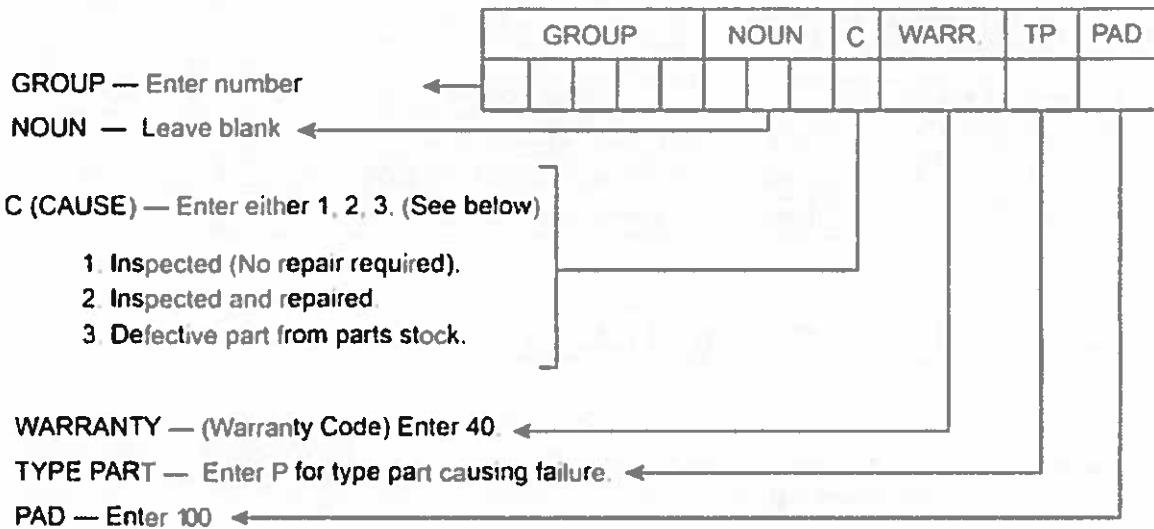 GROUP NOUN C WARR. TP PAD
GROUP — Enter number
NOUN — Leave blank
C (CAUSE) — Enter either 1, 2, 3. (See below)
1. Inspected (No repair required).
2. Inspected and repaired.
3. Defective part from parts stock.
WARRANTY — (Warranty Code) Enter 40.
TYPE PART — Enter P for type part causing failure.
PAD — Enter 100